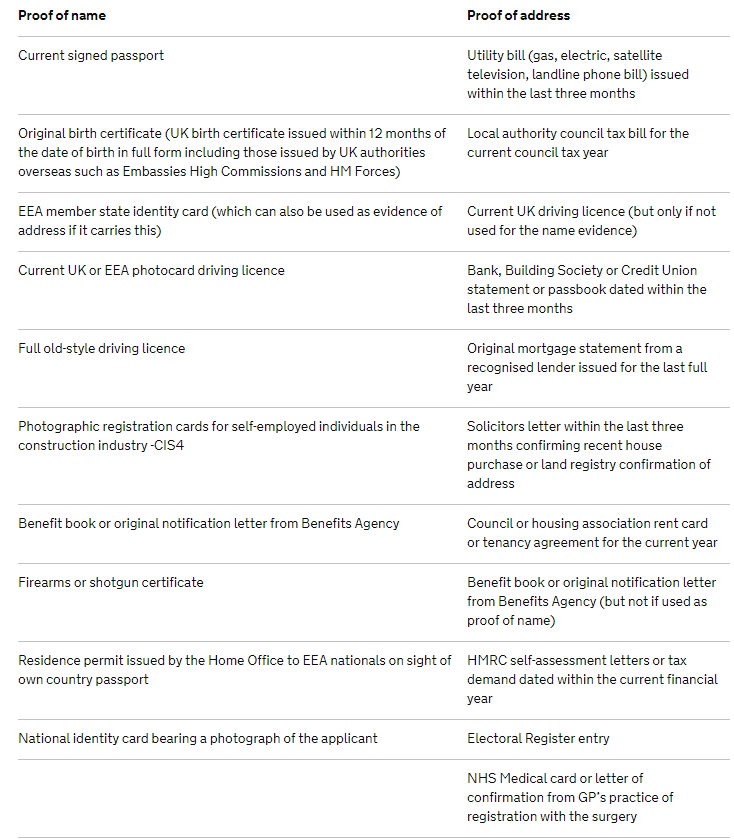 Proof of name
Proof of address
Current signed passport
Utility bill (gas, electric, satellite
television, landline phone bill) issued
within the last three months
Original birth certificate (UK birth certificate issued within 12 months of
the date of birth in full form including those issued by UK authorities
overseas such as Embassies High Commissions and HM Forces)
Local authority council tax bill for the
current council tax year
EEA member state identity card (which can also be used as evidence of
address if it carries this)
Current UK driving licence (but only if not
used for the name evidence)
Current UK or EEA photocard driving licence
Bank, Building Society or Credit Union
statement or passbook dated within the
last three months
Full old-style driving licence
Original mortgage statement from a
recognised lender issued for the last full
year
Photographic registration cards for self-employed individuals in the
construction industry -CIS4
Solicitors letter within the last three
months confirming recent house
purchase or land registry confirmation of
address
Benefit book or original notification letter from Benefits Agency
Council or housing association rent card
or tenancy agreement for the current year
Firearms or shotgun certificate
Benefit book or original notification letter
from Benefits Agency (but not if used as
proof of name)
Residence permit issued by the Home Office to EEA nationals on sight of
own country passport
HMRC self-assessment letters or tax
demand dated within the current financial
year
National identity card bearing a photograph of the applicant
Electoral Register entry
NHS Medical card or letter of
confirmation from GP's practice of
registration with the surgery